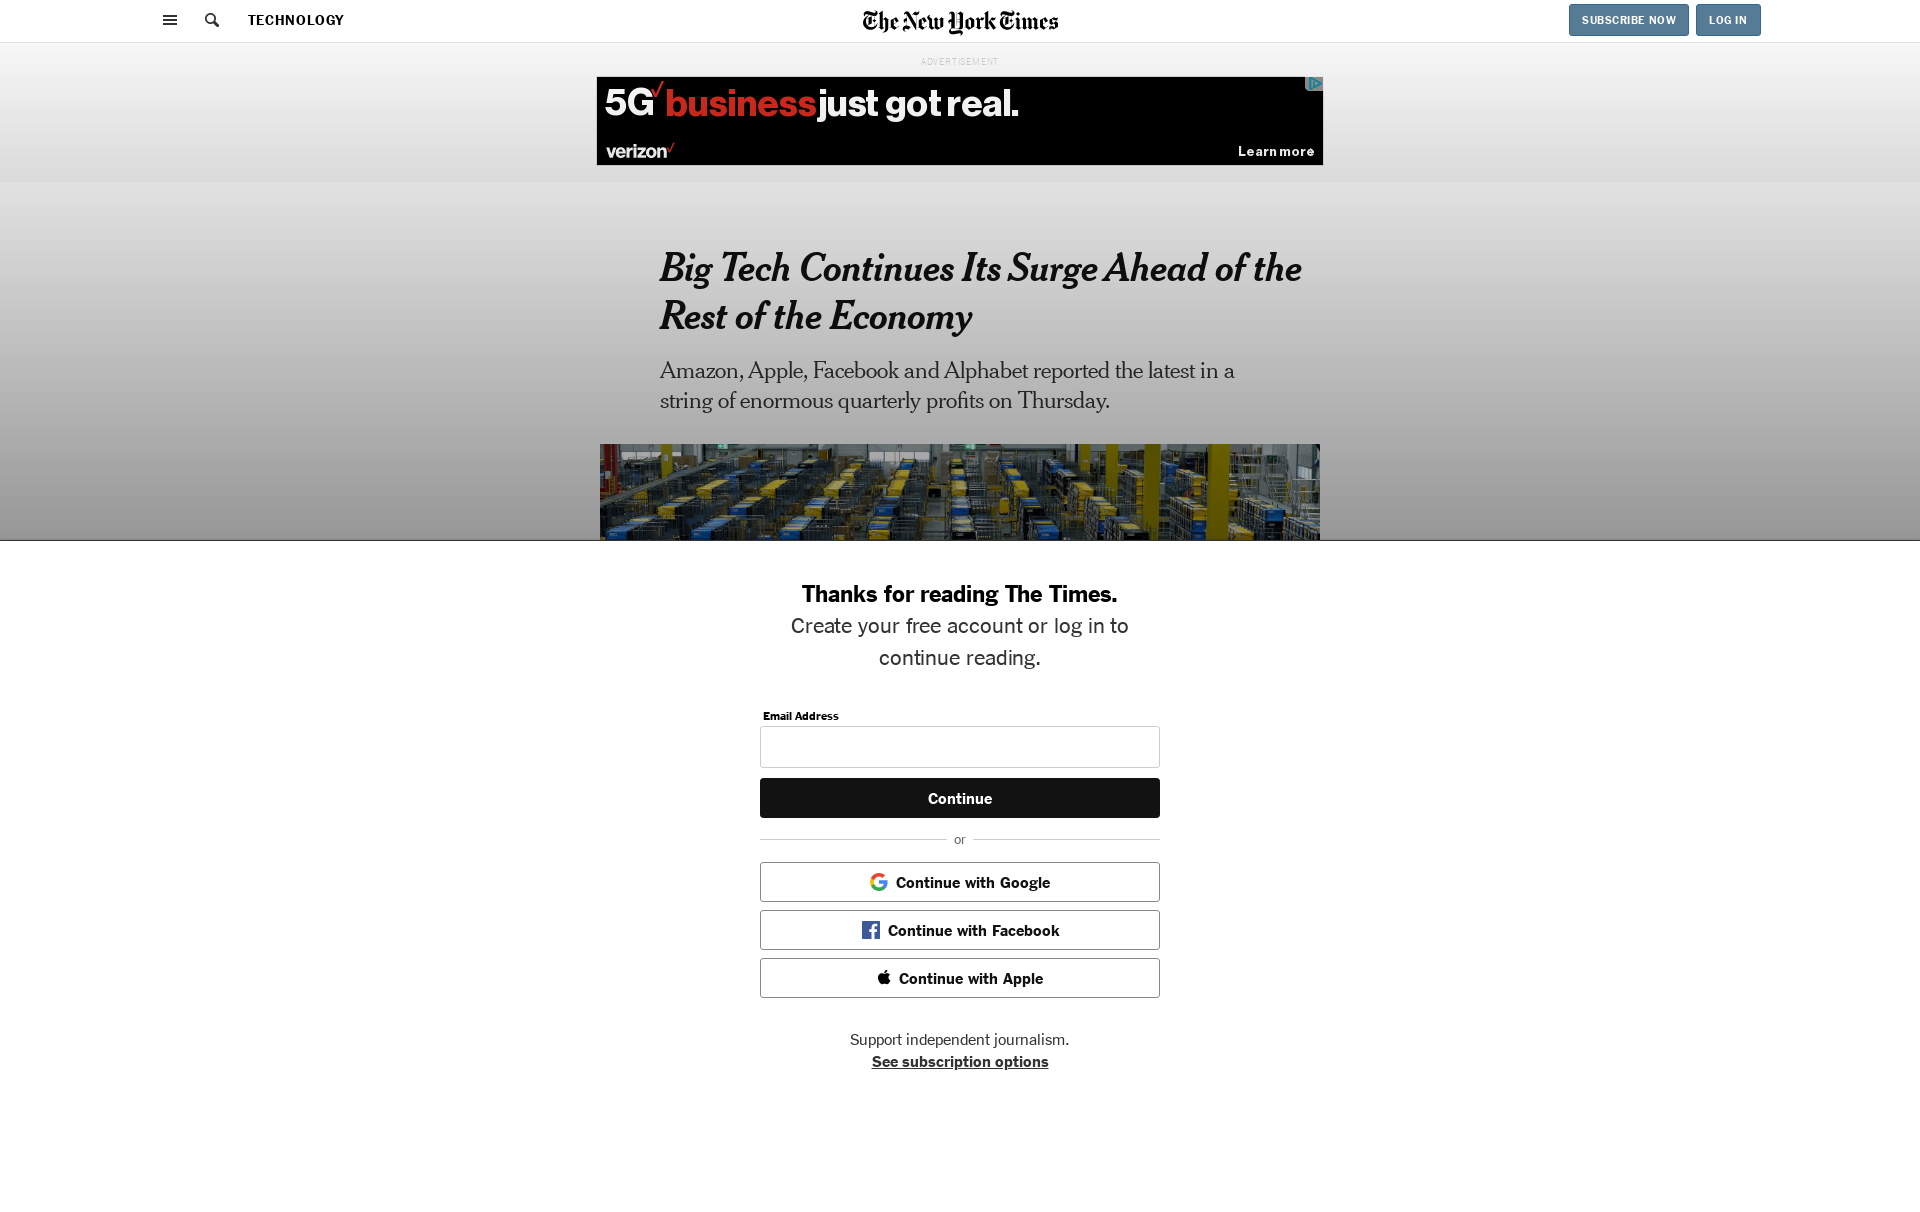 TECHNOLOGY
The New York Times
SUBSCRIBE NOW
LOG IN
ADVERTISEMENT
5G business just got real.
verizon
Learn more
Big Tech Continues Its Surge Ahead of the
Rest of the Economy
Amazon, Apple, Facebook and Alphabet reported the latest in a
string of enormous quarterly profits on Thursday.
Thanks for reading The Times.
Create your free account or log in to
continue reading.
Email Address
Continue
or
Continue with Google
Continue with Facebook
Continue with Apple
Support independent journalism.
See subscription options